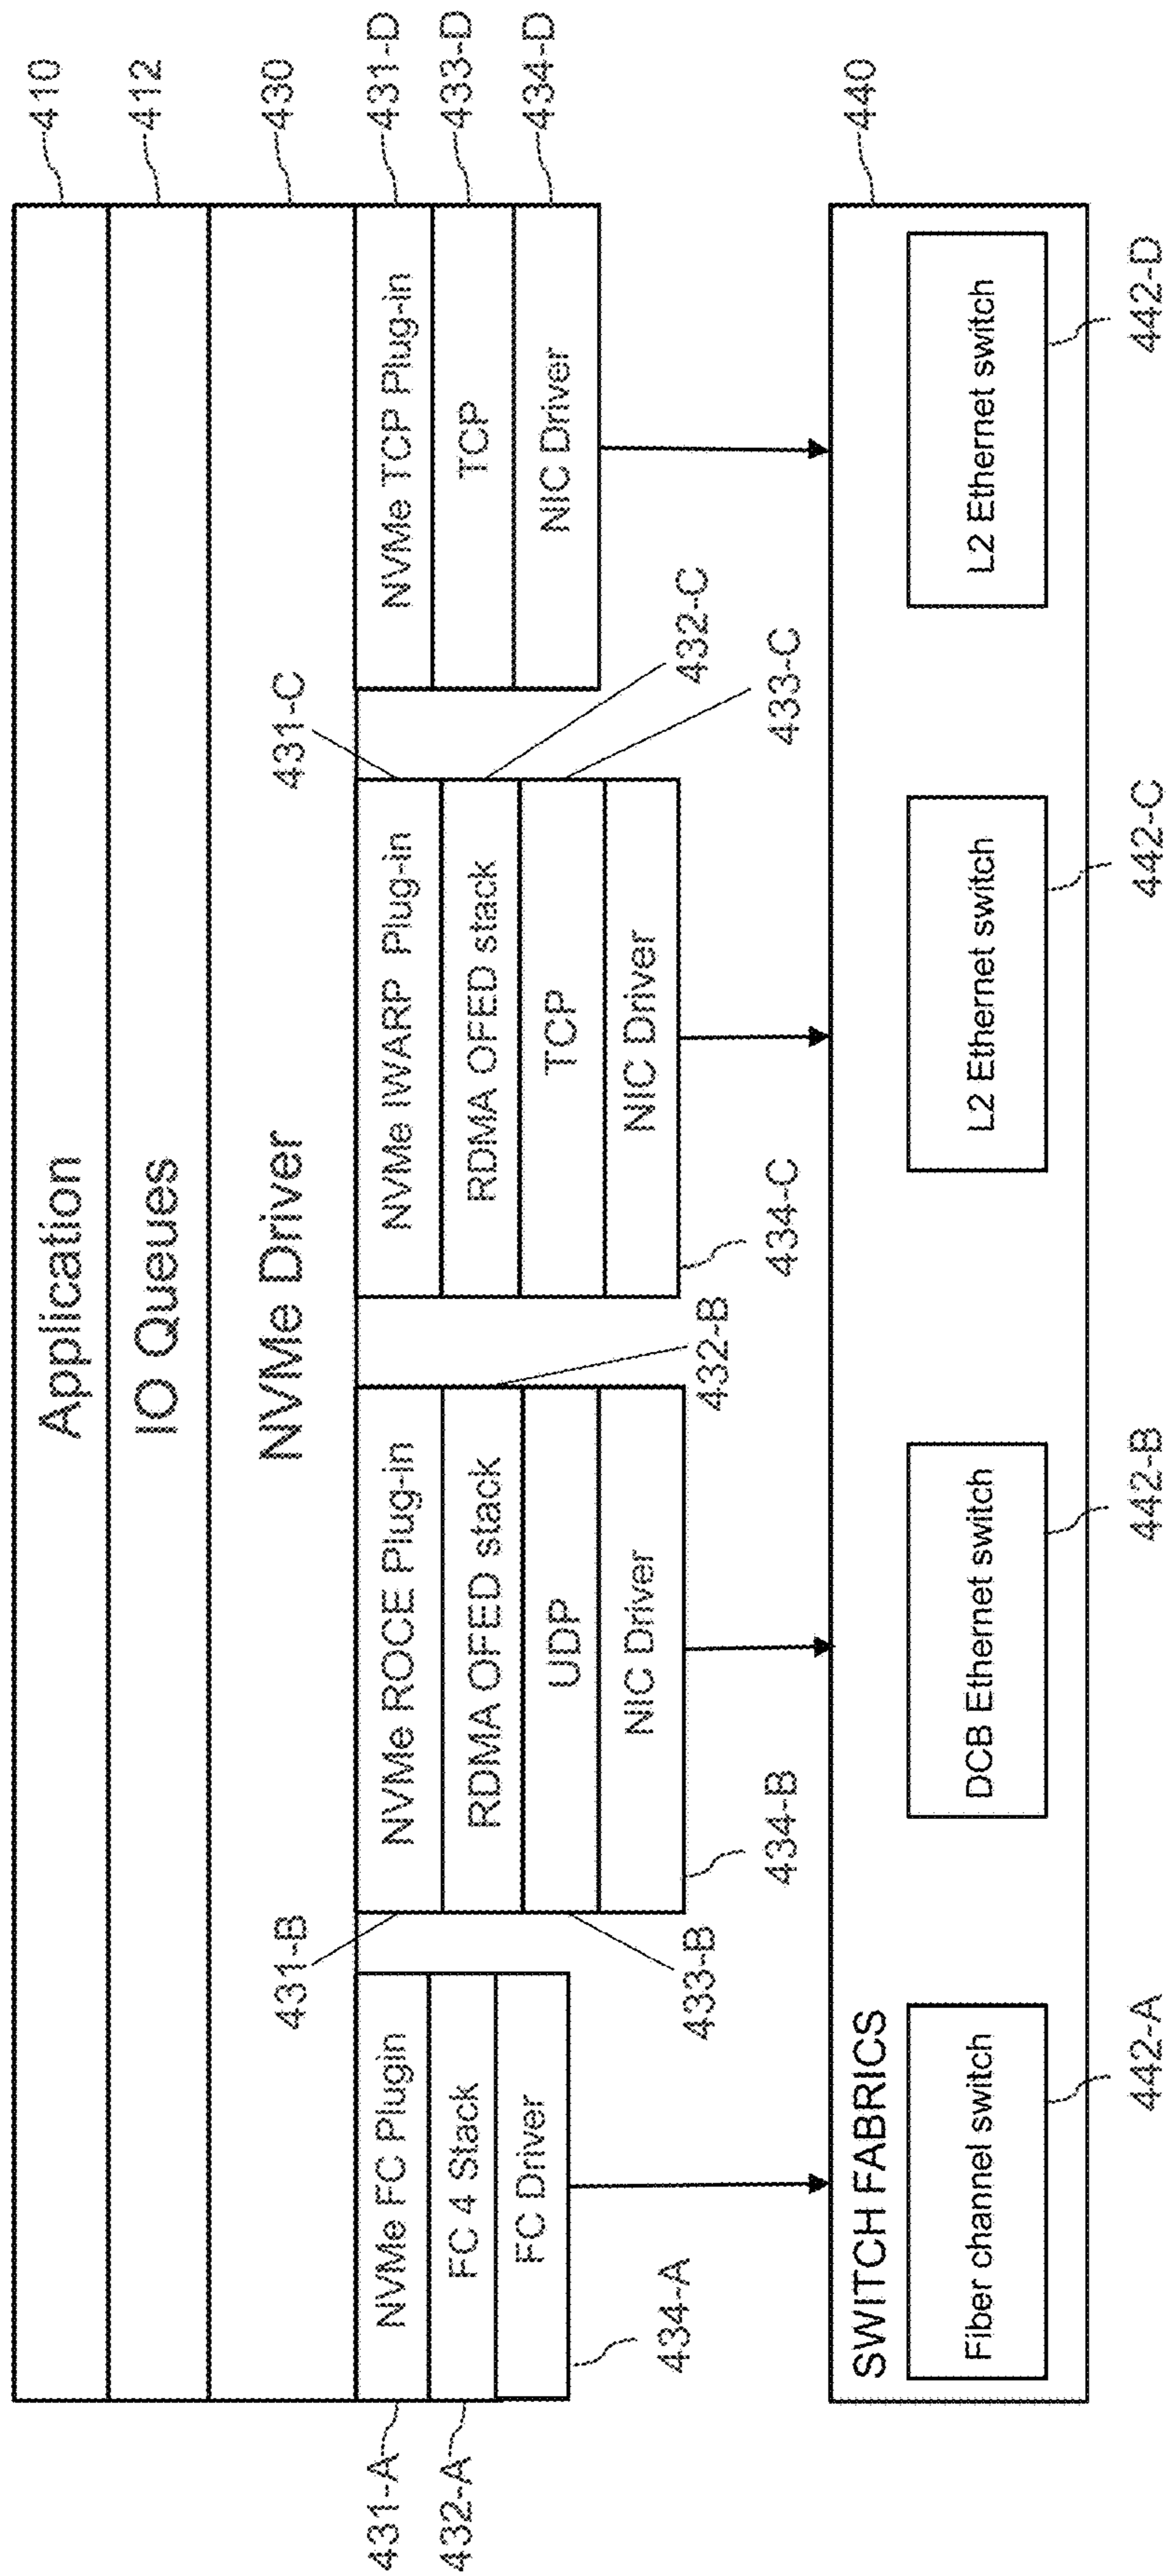 Application
410
IO Queues
412
NVMe Driver
430
431-A
NVMe FC Plugin
432-A
FC 4 Stack
FC Driver
434-A
431-B
NVMe ROCE Plug-in
RDMA OFED stack
432-B
UDP
433-B
NIC Driver
434-B
431-C
NVMe IWARP Plug-in
RDMA OFED stack
432-C
TCP
433-C
NIC Driver
434-C
NVMe TCP Plug-in
431-D
TCP
433-D
NIC Driver
434-D
SWITCH FABRICS
440
Fiber channel switch
442-A
DCB Ethernet switch
442-B
L2 Ethernet switch
442-C
L2 Ethernet switch
442-D